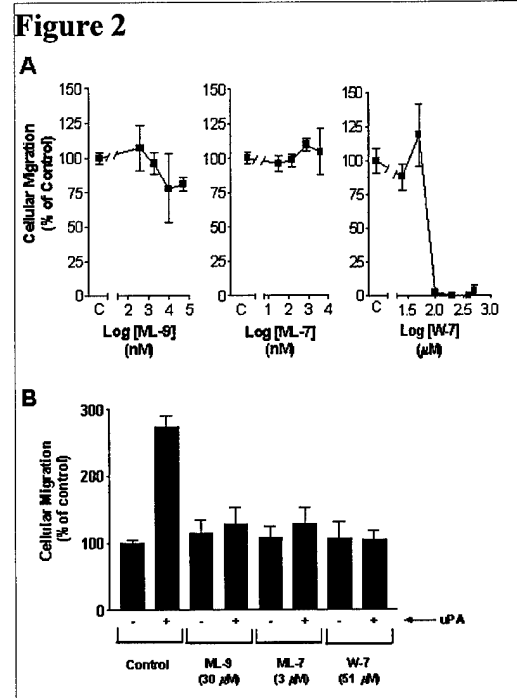 Figure 2
A
Cellular Migration
(% of Control)
150
125
100
75
50
25
0
C
2
3
4
5
Log [ML-9]
(nM)
150
125
100
75
50
25
0
C
1
2
3
4
Log [ML-7]
(nM)
150
125
100
75
50
25
0
C
1.5
2.0
2.5
3.0
Log [W-7]
(μM)
B
Cellular Migration
(% of control)
300
200
100
0
- + - + - + - + ← uPA
Control
ML-9
(30 μM)
ML-7
(3 μM)
W-7
(51 μM)